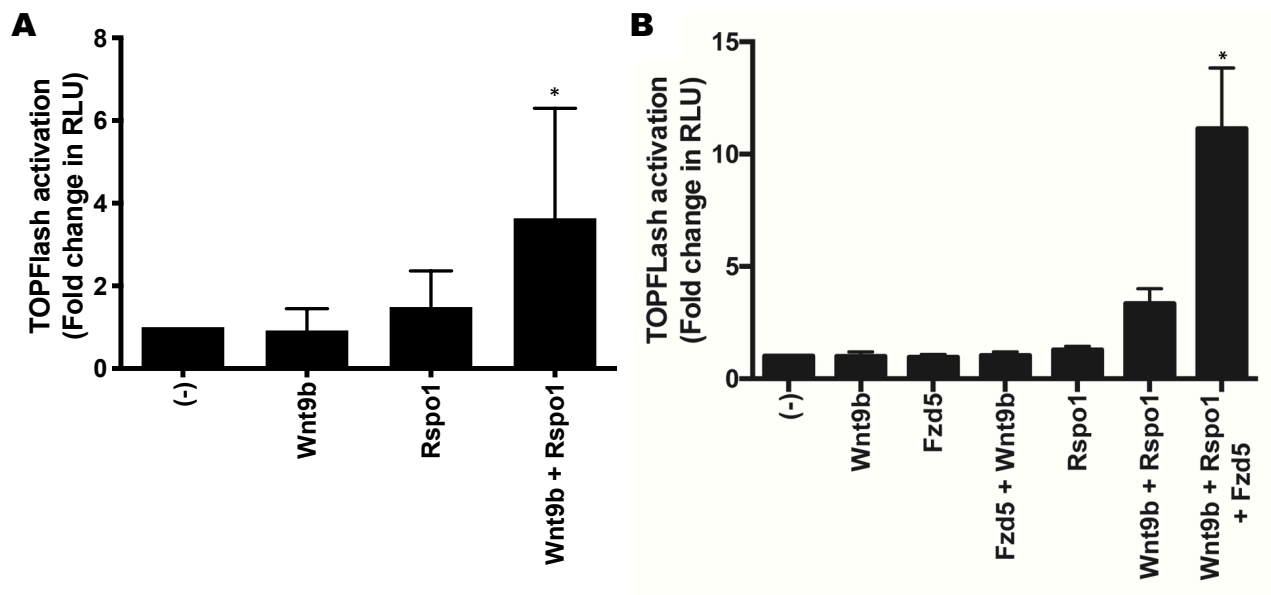 A
TOPFlash activation
(Fold change in RLU)
8
6
4
2
0
*
(-)
Wnt9b
Rspo1
Wnt9b + Rspo1
B
TOPFLash activation
(Fold change in RLU)
15
10
5
0
*
(-)
Wnt9b
Fzd5
Fzd5 + Wnt9b
Rspo1
Wnt9b + Rspo1
Wnt9b + Rspo1
+ Fzd5